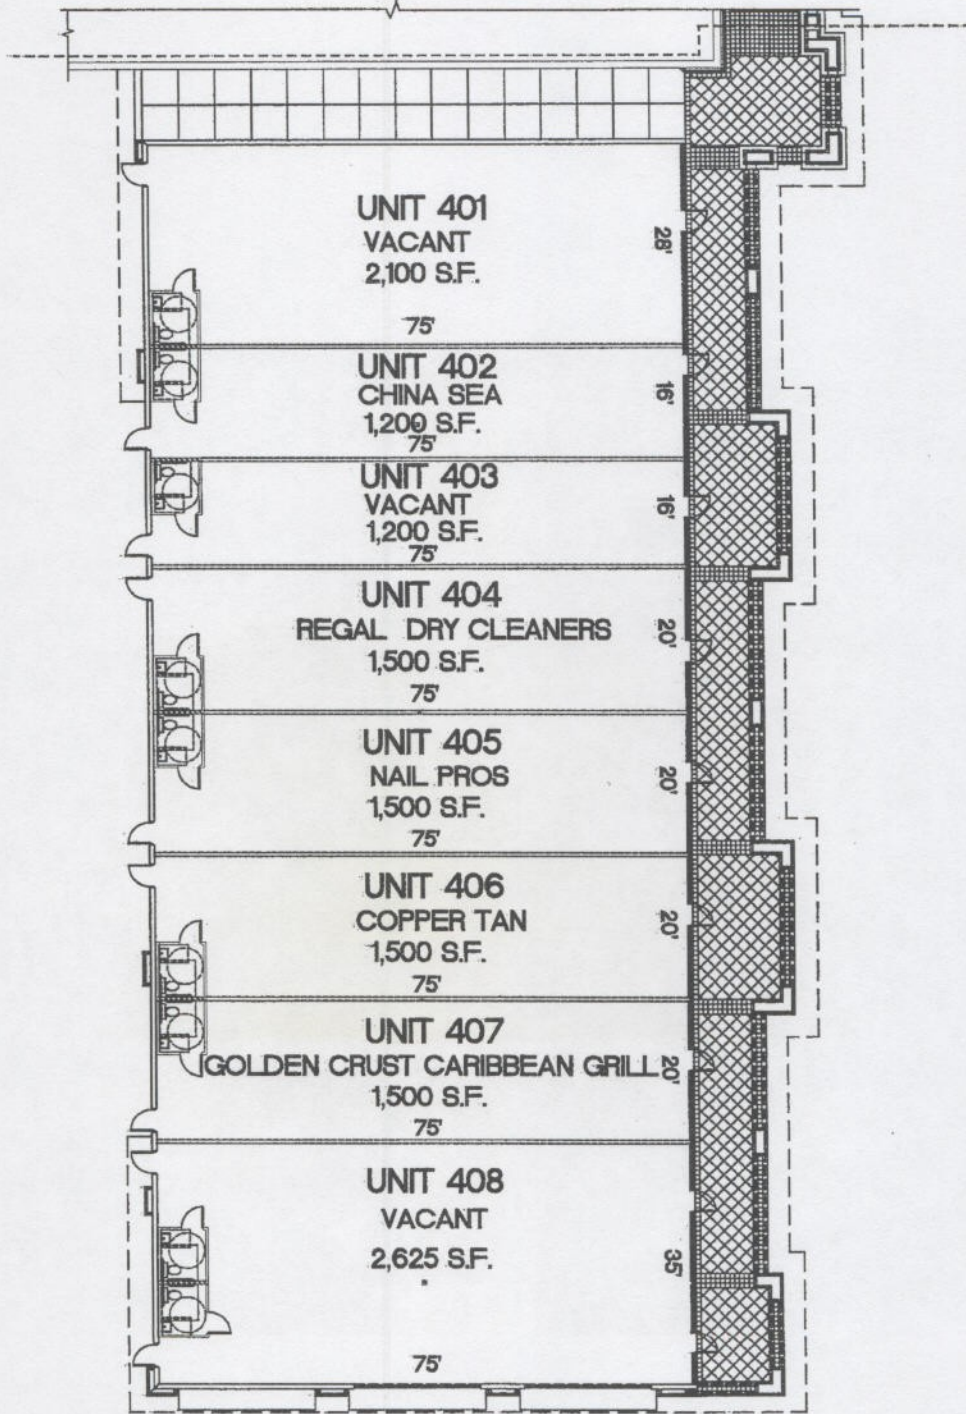 UNIT 401
VACANT
2,100 S.F.
28'
75'
UNIT 402
CHINA SEA
1,200 S.F.
16'
75'
UNIT 403
VACANT
1,200 S.F.
16'
75'
UNIT 404
REGAL DRY CLEANERS
1,500 S.F.
20'
75'
UNIT 405
NAIL PROS
1,500 S.F.
20'
75'
UNIT 406
COPPER TAN
1,500 S.F.
20'
75'
UNIT 407
GOLDEN CRUST CARIBBEAN GRILL
20'
1,500 S.F.
75'
UNIT 408
VACANT
2,625 S.F.
35'
75'